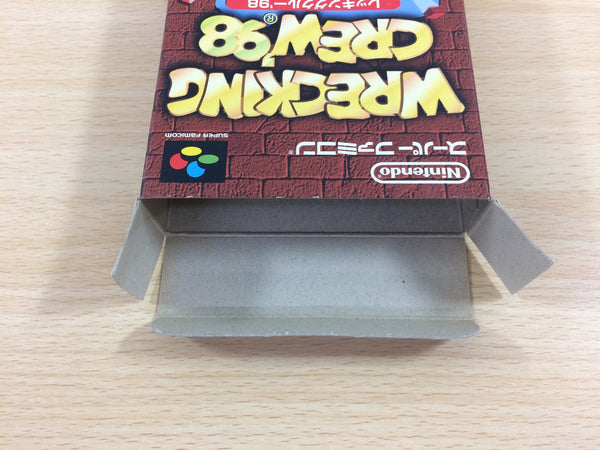 Nintendo
スーパーファミコン®
SUPER FAMICOM
WRECKING
CREW'98®
レッキングクルー'98